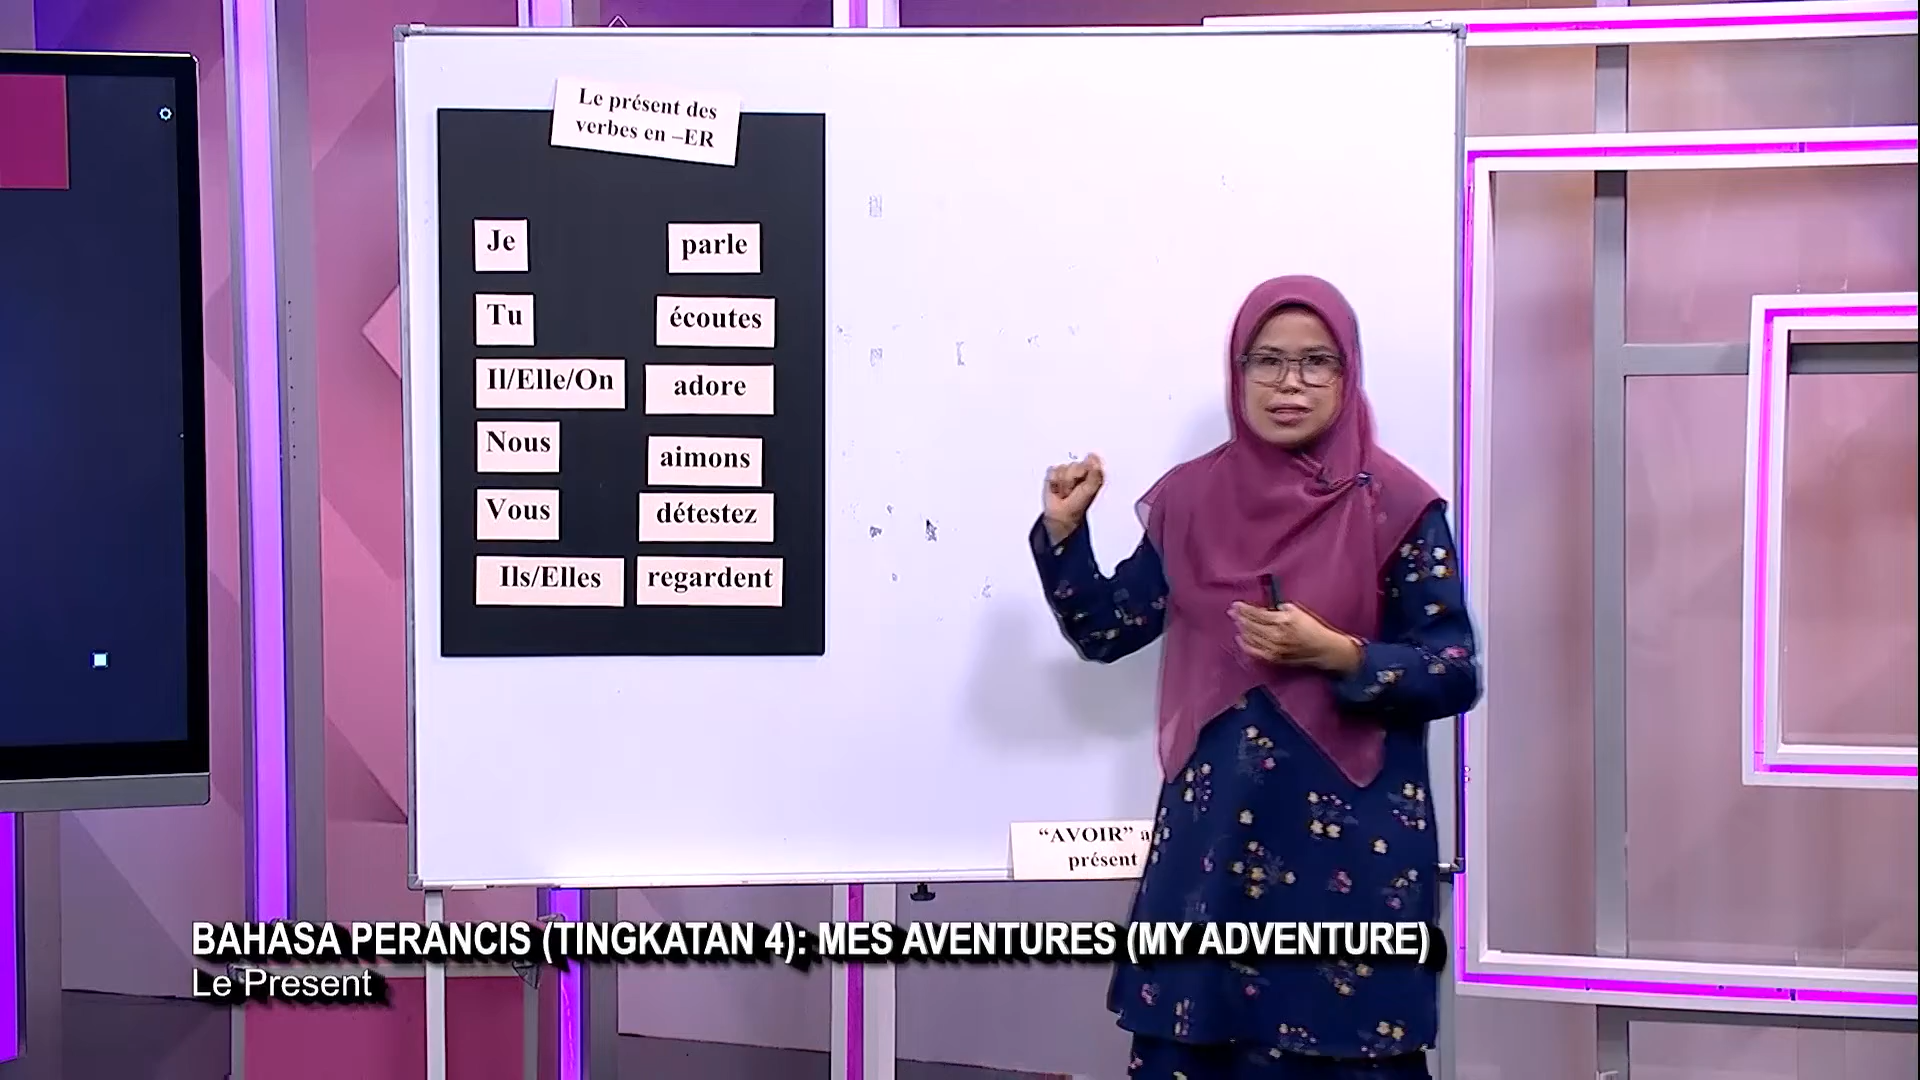 Le présent des
verbes en –ER
Je parle
Tu écoutes
Il/Elle/On adore
Nous aimons
Vous détestez
Ils/Elles regardent
“AVOIR” a
présent
BAHASA PERANCIS (TINGKATAN 4): MES AVENTURES (MY ADVENTURE)
Le Present